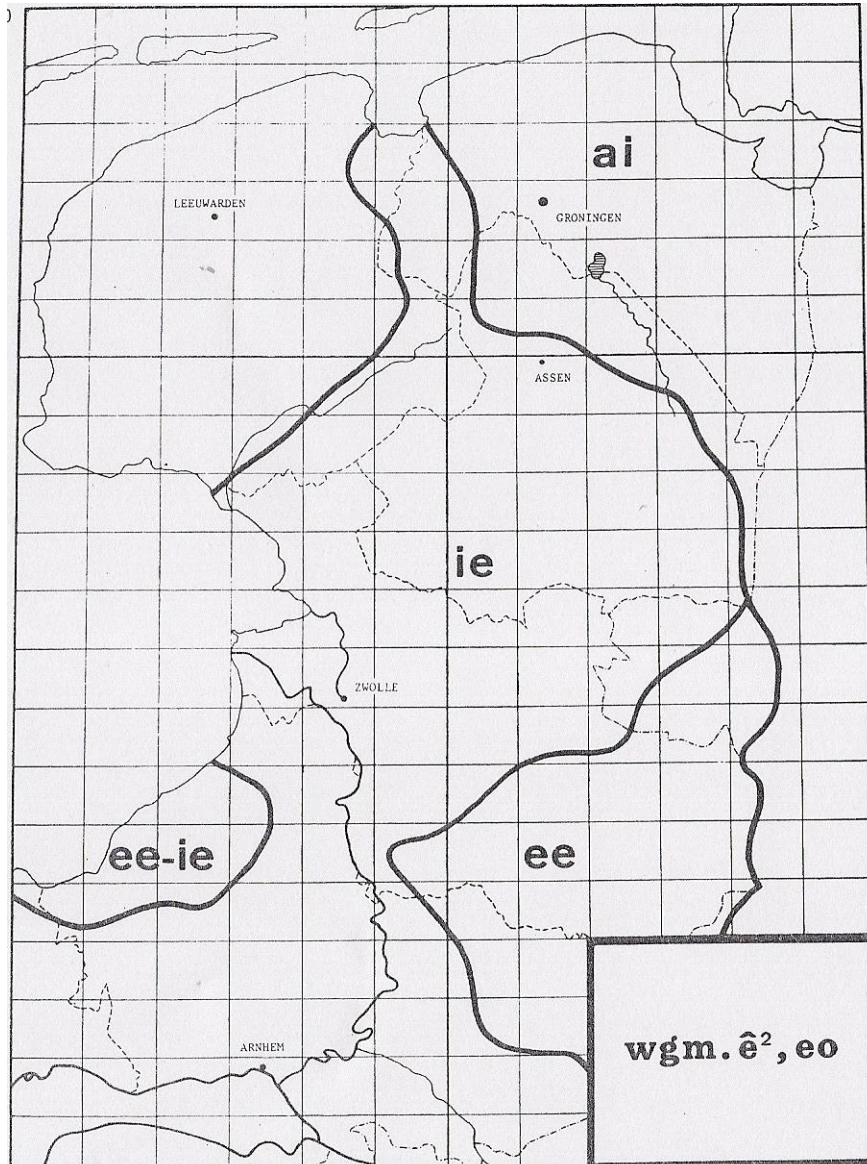 ai
LEEUWARDEN
GRONINGEN
ASSEN
ie
ZWOLLE
ee-ie
ee
ARNHEM
wgm. ê², eo